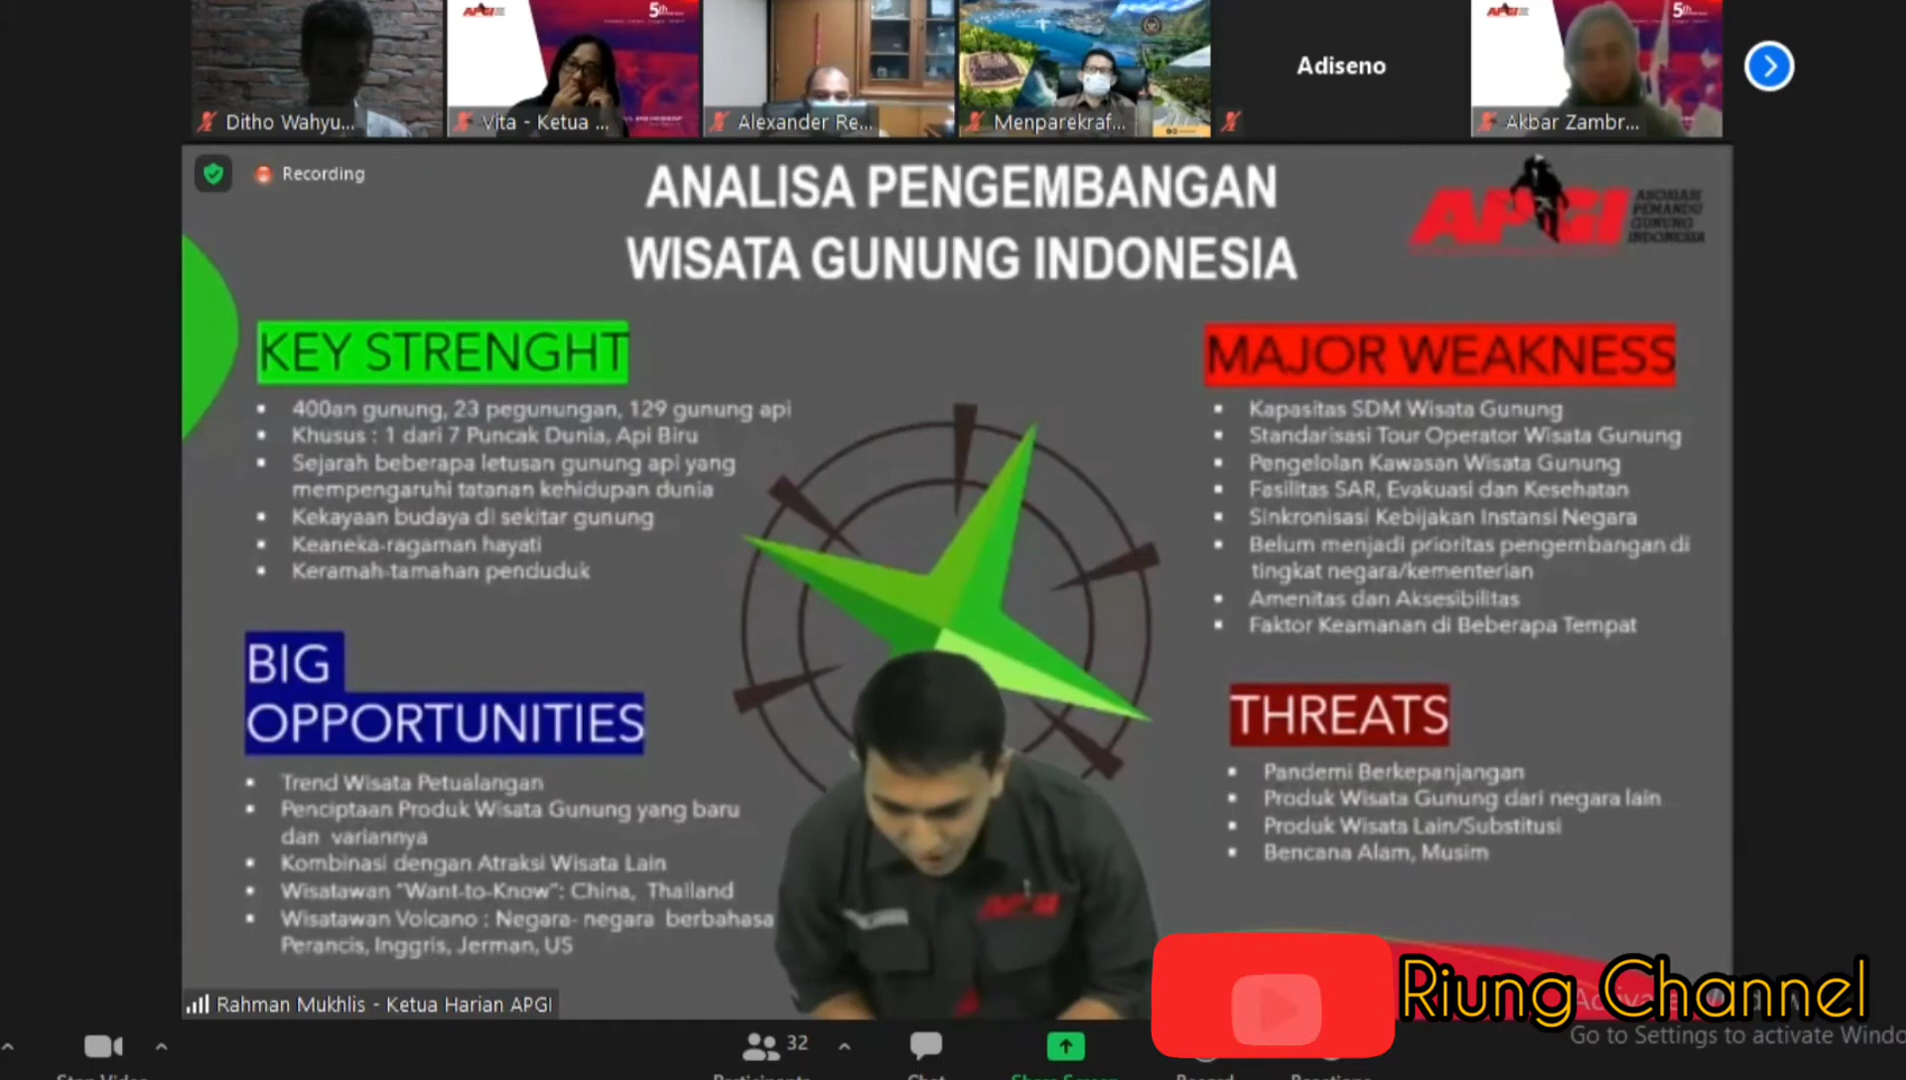 5th
5th
Adiseno
Ditho Wahyu...
Vita - Ketua ...
Alexander Re...
Menparekraf...
Akbar Zambr...
Recording
ANALISA PENGEMBANGAN
WISATA GUNUNG INDONESIA
APGI
ASOSIASI
PEMANDU
GUNUNG
INDONESIA
KEY STRENGHT
▪ 400an gunung, 23 pegunungan, 129 gunung api
▪ Khusus : 1 dari 7 Puncak Dunia, Api Biru
▪ Sejarah beberapa letusan gunung api yang
mempengaruhi tatanan kehidupan dunia
▪ Kekayaan budaya di sekitar gunung
▪ Keaneka-ragaman hayati
▪ Keramah-tamahan penduduk
MAJOR WEAKNESS
▪ Kapasitas SDM Wisata Gunung
▪ Standarisasi Tour Operator Wisata Gunung
▪ Pengelolan Kawasan Wisata Gunung
▪ Fasilitas SAR, Evakuasi dan Kesehatan
▪ Sinkronisasi Kebijakan Instansi Negara
▪ Belum menjadi prioritas pengembangan di
tingkat negara/kementerian
▪ Amenitas dan Aksesibilitas
▪ Faktor Keamanan di Beberapa Tempat
BIG
OPPORTUNITIES
▪ Trend Wisata Petualangan
▪ Penciptaan Produk Wisata Gunung yang baru
dan variannya
▪ Kombinasi dengan Atraksi Wisata Lain
▪ Wisatawan "Want-to-Know": China, Thailand
▪ Wisatawan Volcano : Negara- negara berbahasa
Perancis, Inggris, Jerman, US
THREATS
▪ Pandemi Berkepanjangan
▪ Produk Wisata Gunung dari negara lain
▪ Produk Wisata Lain/Substitusi
▪ Bencana Alam, Musim
APGI
Rahman Mukhlis - Ketua Harian APGI
Riung Channel
Go to Settings to activate Windo
32